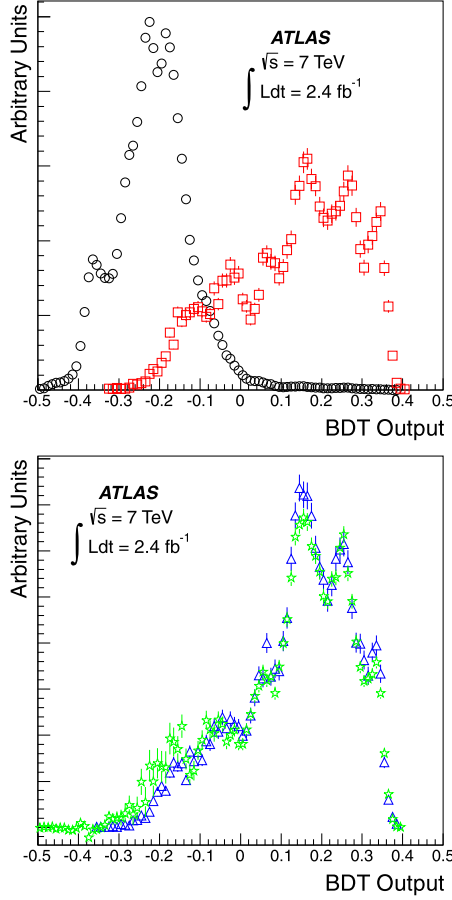 Arbitrary Units
ATLAS
√s = 7 TeV
∫ Ldt = 2.4 fb⁻¹
-0.5 -0.4 -0.3 -0.2 -0.1 0 0.1 0.2 0.3 0.4 0.5
BDT Output
Arbitrary Units
ATLAS
√s = 7 TeV
∫ Ldt = 2.4 fb⁻¹
-0.5 -0.4 -0.3 -0.2 -0.1 0 0.1 0.2 0.3 0.4 0.5
BDT Output